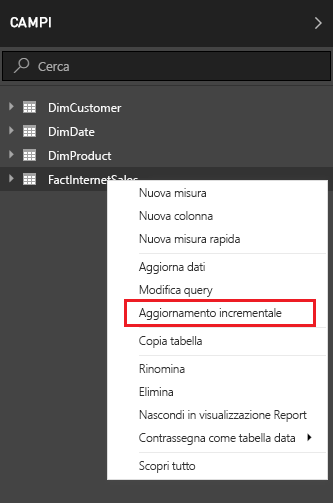 CAMPI
Cerca
DimCustomer
DimDate
DimProduct
FactInternetSales
Nuova misura
Nuova colonna
Nuova misura rapida
Aggiorna dati
Modifica query
Aggiornamento incrementale
Copia tabella
Rinomina
Elimina
Nascondi in visualizzazione Report
Contrassegna come tabella data
Scopri tutto